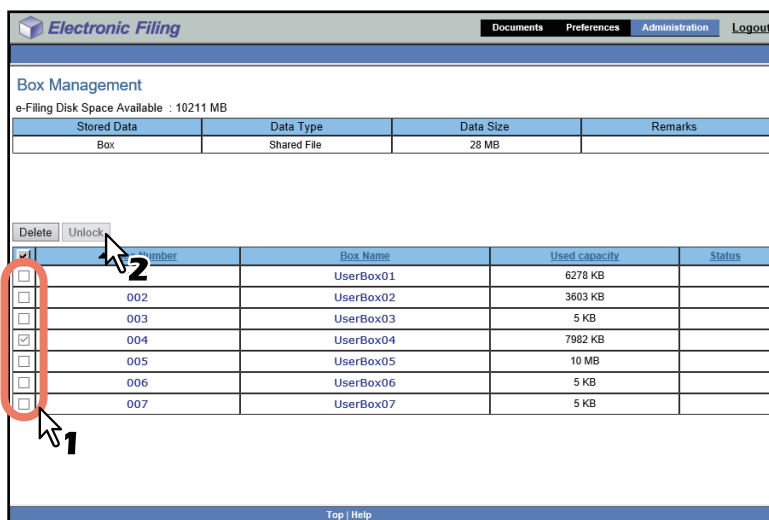 Electronic Filing
Documents Preferences Administration Logout
Box Management
e-Filing Disk Space Available : 10211 MB
Stored Data Data Type Data Size Remarks
Box Shared File 28 MB
Delete Unlock
2
Number Box Name Used capacity Status
UserBox01 6278 KB
002 UserBox02 3603 KB
003 UserBox03 5 KB
004 UserBox04 7982 KB
005 UserBox05 10 MB
006 UserBox06 5 KB
007 UserBox07 5 KB
1
Top | Help